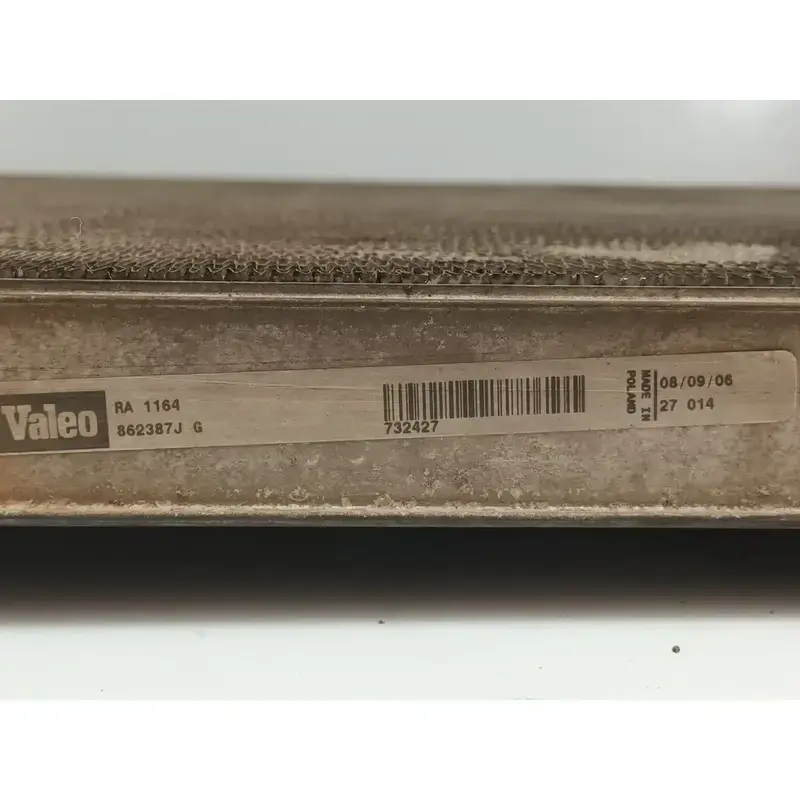 Valeo
RA 1164
862387J G
732427
MADE IN
POLAND
08/09/06
27 014